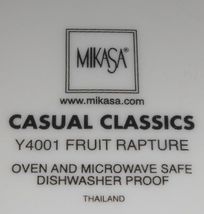 MIKASA®
www.mikasa.com
CASUAL CLASSICS
Y4001 FRUIT RAPTURE
OVEN AND MICROWAVE SAFE
DISHWASHER PROOF
THAILAND